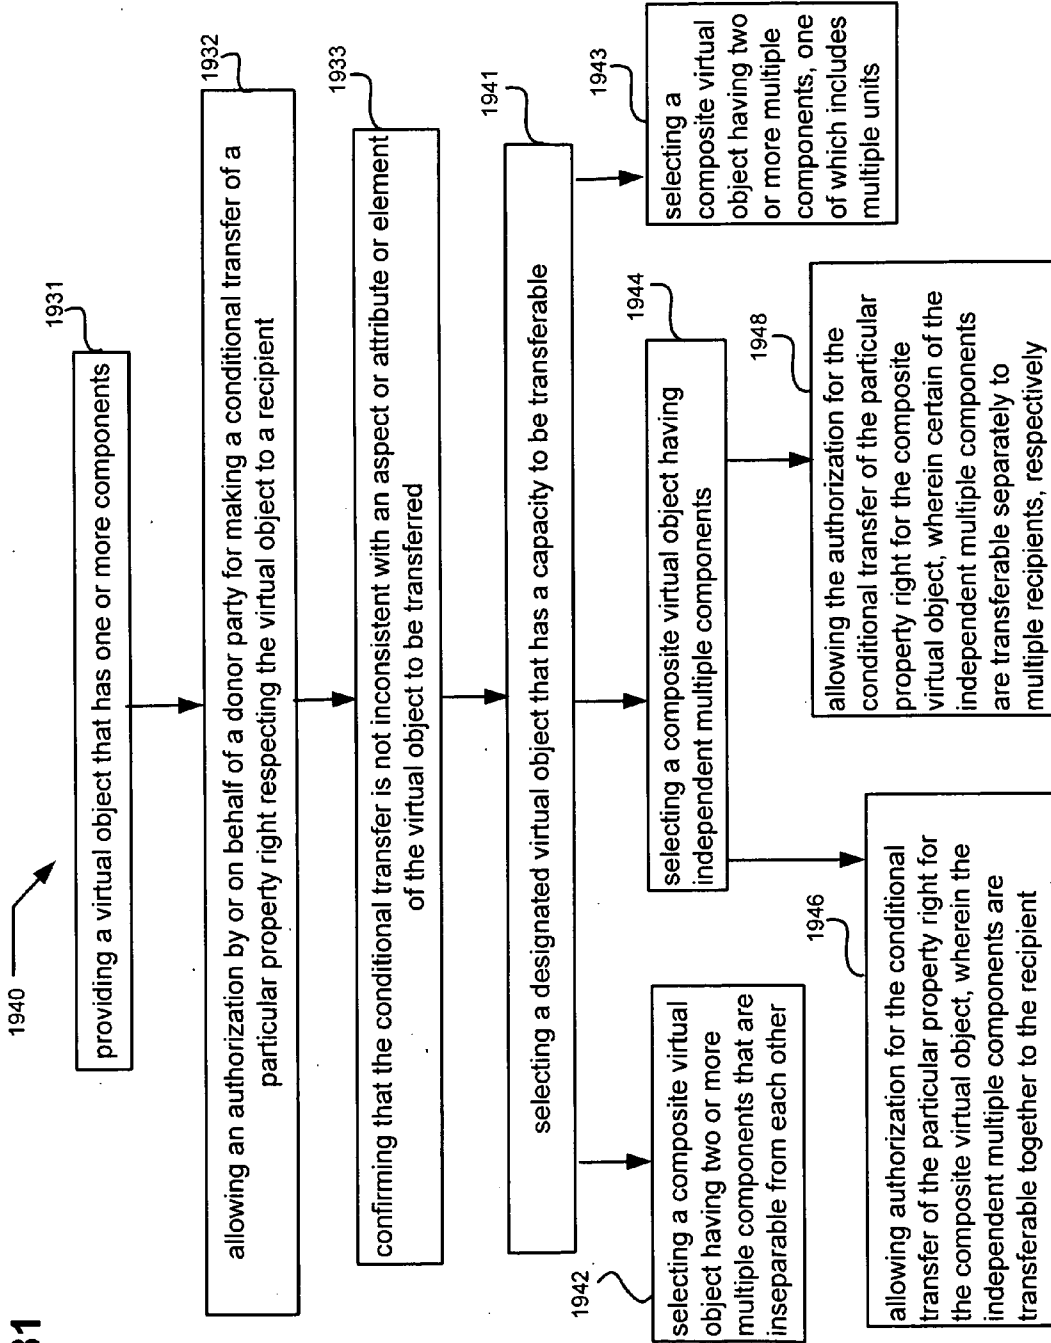 1940
1931
providing a virtual object that has one or more components
1932
allowing an authorization by or on behalf of a donor party for making a conditional transfer of a
particular property right respecting the virtual object to a recipient
1933
confirming that the conditional transfer is not inconsistent with an aspect or attribute or element
of the virtual object to be transferred
1941
selecting a designated virtual object that has a capacity to be transferable
1942
selecting a composite virtual
object having two or more
multiple components that are
inseparable from each other
1944
selecting a composite virtual object having
independent multiple components
1943
selecting a
composite virtual
object having two
or more multiple
components, one
of which includes
multiple units
1946
allowing authorization for the conditional
transfer of the particular property right for
the composite virtual object, wherein the
independent multiple components are
transferable together to the recipient
1948
allowing the authorization for the
conditional transfer of the particular
property right for the composite
virtual object, wherein certain of the
independent multiple components
are transferable separately to
multiple recipients, respectively